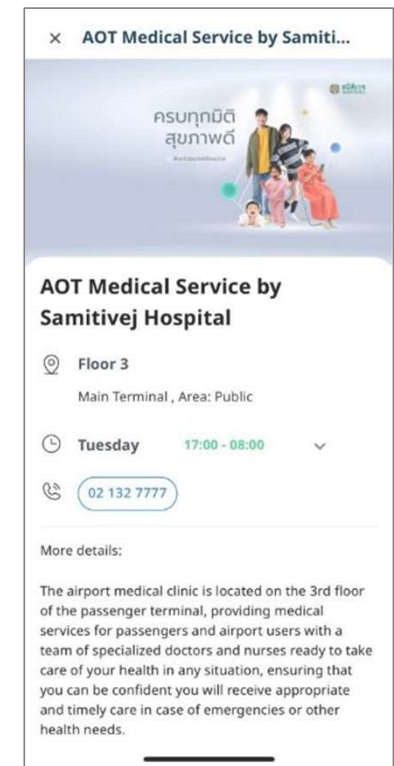 × AOT Medical Service by Samiti...
ครบทุกมิติ
สุขภาพดี
AOT Medical Service by
Samitivej Hospital
Floor 3
Main Terminal , Area: Public
Tuesday 17:00 - 08:00
02 132 7777
More details:
The airport medical clinic is located on the 3rd floor
of the passenger terminal, providing medical
services for passengers and airport users with a
team of specialized doctors and nurses ready to take
care of your health in any situation, ensuring that
you can be confident you will receive appropriate
and timely care in case of emergencies or other
health needs.